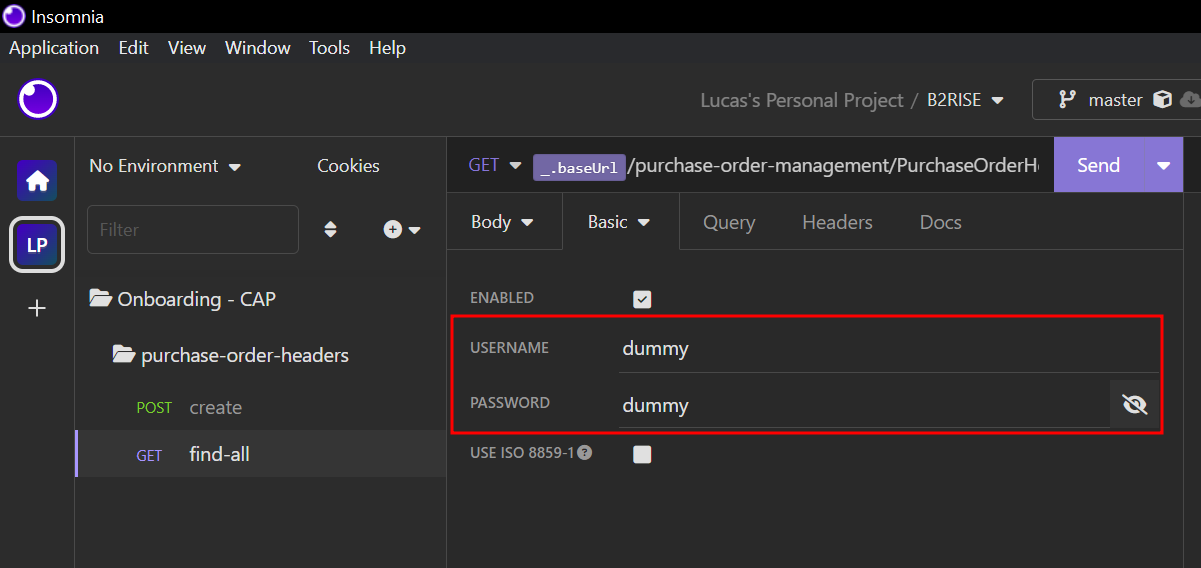 Insomnia
Application Edit View Window Tools Help
Lucas's Personal Project / B2RISE master
No Environment Cookies
GET _.baseUrl /purchase-order-management/PurchaseOrderH Send
Filter
Body Basic Query Headers Docs
LP
Onboarding - CAP
ENABLED
purchase-order-headers
USERNAME dummy
POST create
PASSWORD dummy
GET find-all
USE ISO 8859-1